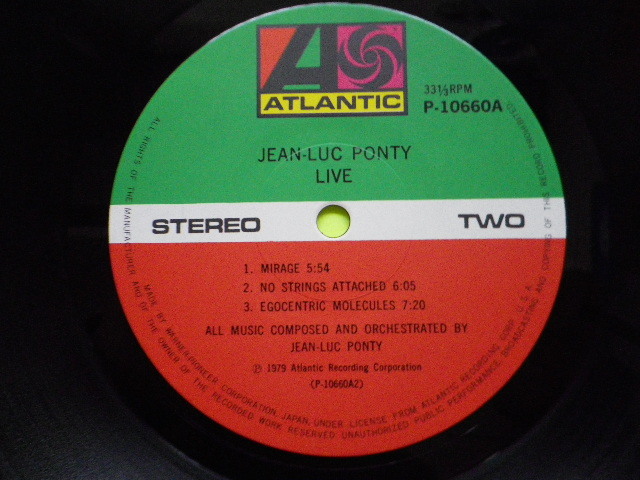 ATLANTIC
33⅓RPM
P-10660A
JEAN-LUC PONTY
LIVE
STEREO TWO
1. MIRAGE 5:54
2. NO STRINGS ATTACHED 6:05
3. EGOCENTRIC MOLECULES 7:20
ALL MUSIC COMPOSED AND ORCHESTRATED BY
JEAN-LUC PONTY
℗ 1979 Atlantic Recording Corporation
(P-10660A2)
MADE BY WARNER-PIONEER CORPORATION, JAPAN, UNDER LICENSE FROM ATLANTIC RECORDING CORP., U.S.A.
ALL RIGHTS OF THE MANUFACTURER AND OF THE OWNER OF THE RECORDED WORK RESERVED UNAUTHORIZED PUBLIC PERFORMANCE, BROADCASTING AND COPYING OF THIS RECORD PROHIBITED.